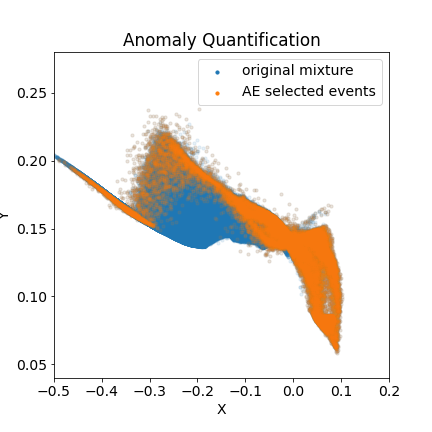 Anomaly Quantification
original mixture
AE selected events
0.25
0.20
0.15
0.10
0.05
Y
−0.5 −0.4 −0.3 −0.2 −0.1 0.0 0.1 0.2
X